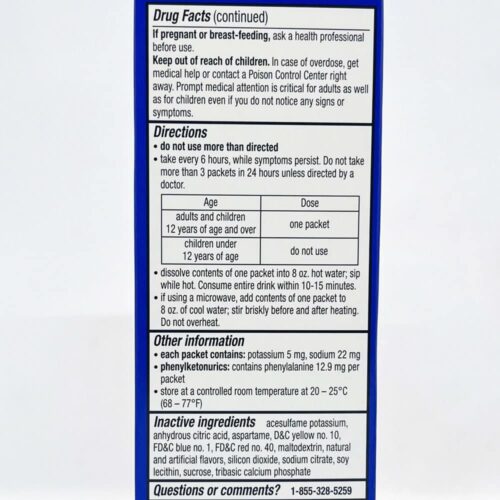 Drug Facts (continued)
If pregnant or breast-feeding, ask a health professional
before use.
Keep out of reach of children. In case of overdose, get
medical help or contact a Poison Control Center right
away. Prompt medical attention is critical for adults as well
as for children even if you do not notice any signs or
symptoms.
Directions
• do not use more than directed
• take every 6 hours, while symptoms persist. Do not take
more than 3 packets in 24 hours unless directed by a
doctor.
Age Dose
adults and children
12 years of age and over one packet
children under
12 years of age do not use
• dissolve contents of one packet into 8 oz. hot water; sip
while hot. Consume entire drink within 10-15 minutes.
• if using a microwave, add contents of one packet to
8 oz. of cool water; stir briskly before and after heating.
Do not overheat.
Other information
• each packet contains: potassium 5 mg, sodium 22 mg
• phenylketonurics: contains phenylalanine 12.9 mg per
packet
• store at a controlled room temperature at 20 – 25°C
(68 – 77°F)
Inactive ingredients acesulfame potassium,
anhydrous citric acid, aspartame, D&C yellow no. 10,
FD&C blue no. 1, FD&C red no. 40, maltodextrin, natural
and artificial flavors, silicon dioxide, sodium citrate, soy
lecithin, sucrose, tribasic calcium phosphate
Questions or comments? 1-855-328-5259